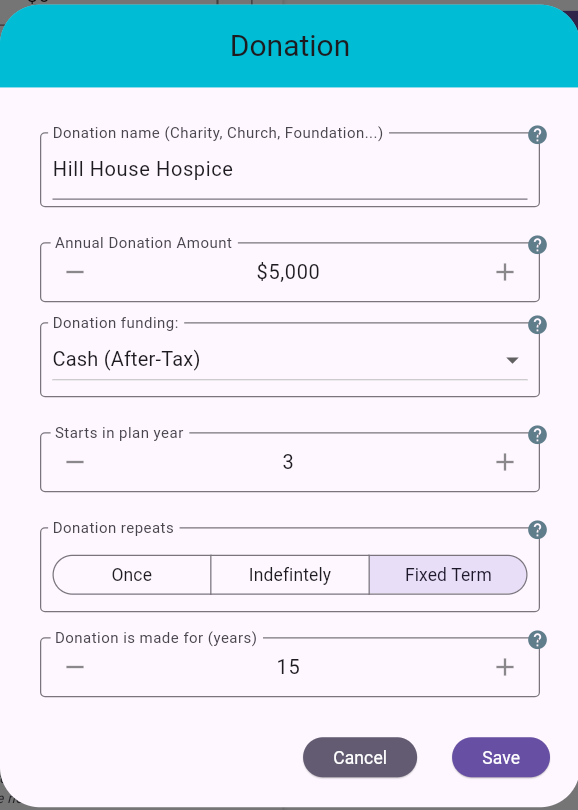 Donation
Donation name (Charity, Church, Foundation...)
?
Hill House Hospice
Annual Donation Amount
?
$5,000
Donation funding:
?
Cash (After-Tax)
Starts in plan year
?
3
Donation repeats
?
Once Indefintely Fixed Term
Donation is made for (years)
?
15
Cancel Save